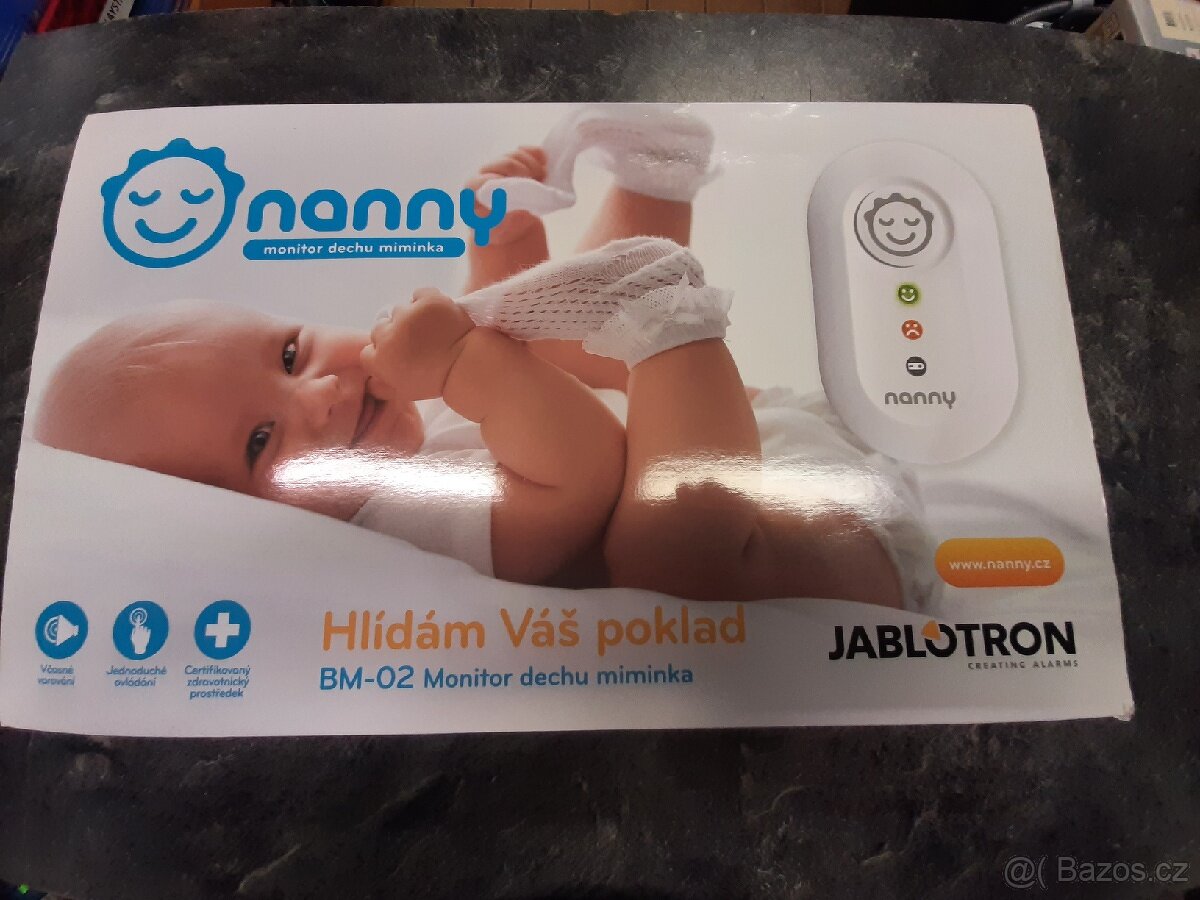 nanny
monitor dechu miminka
nanny
www.nanny.cz
Včasné
varování
Jednoduché
ovládání
Certifikovaný
zdravotnický
prostředek
Hlídám Váš poklad
BM-02 Monitor dechu miminka
JABLOTRON
CREATING ALARMS
@( Bazos.cz